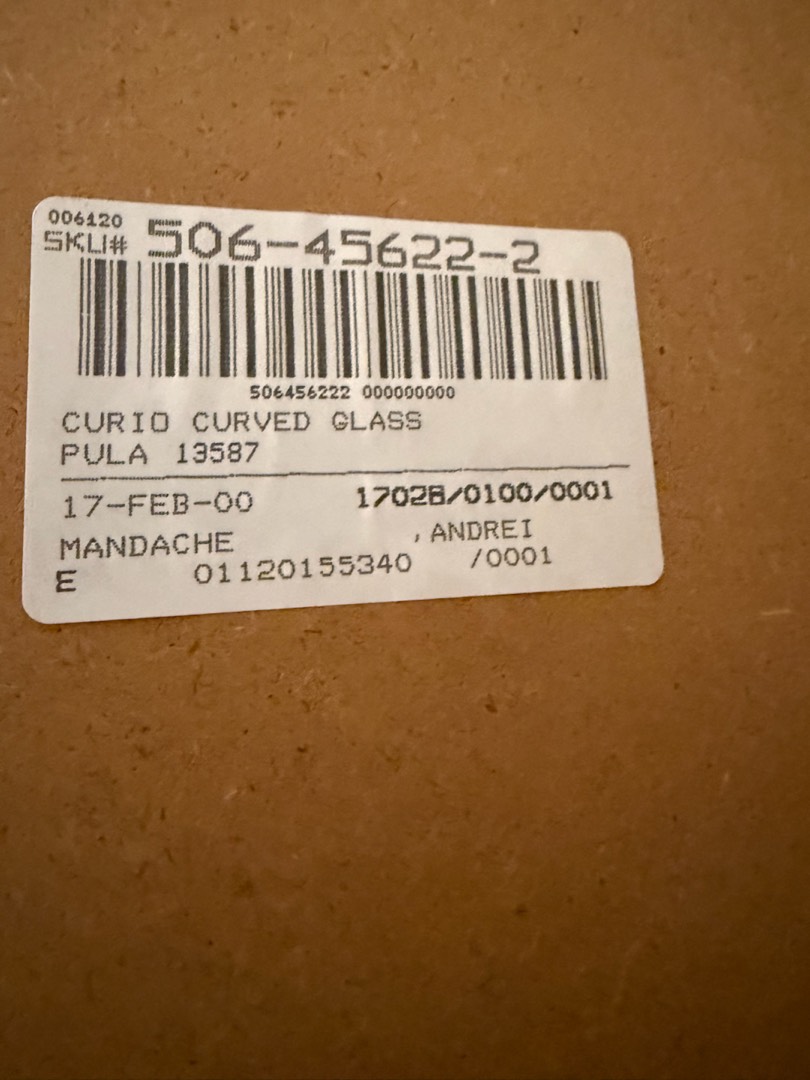 006120
SKU# 506-45622-2
506456222 000000000
CURIO CURVED GLASS
PULA 13587
17-FEB-00 17028/0100/0001
MANDACHE , ANDREI
E 01120155340 /0001